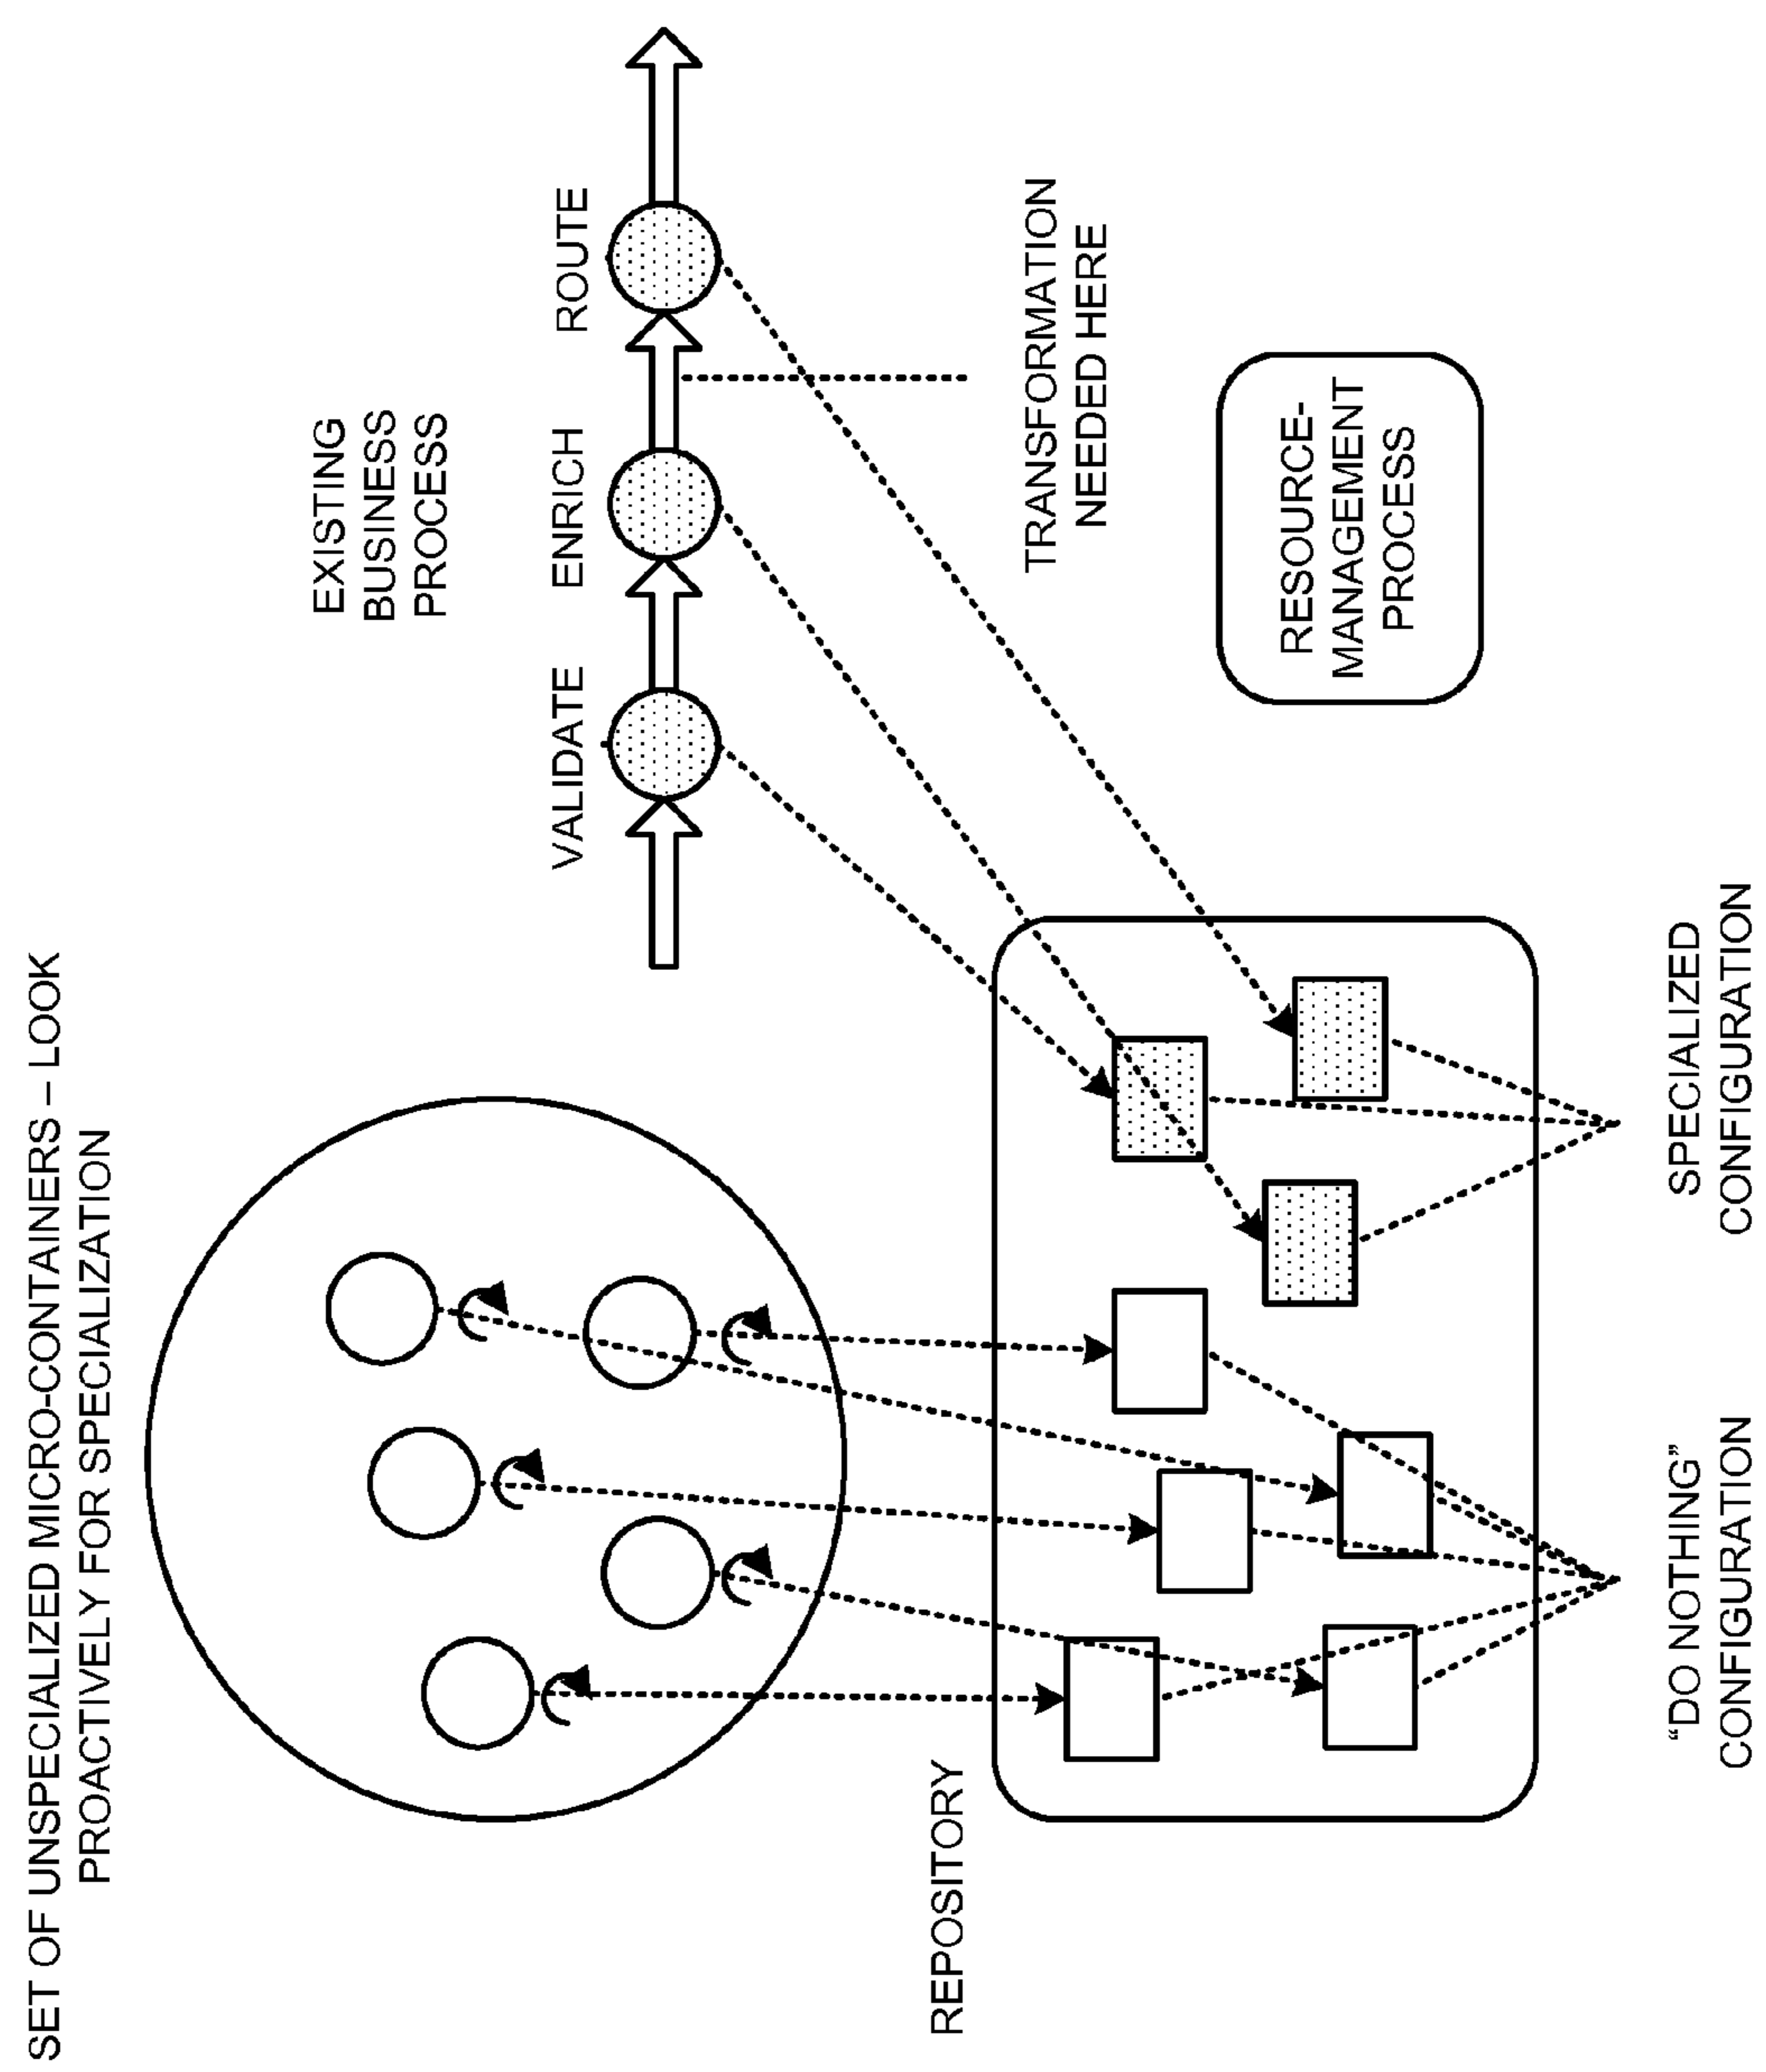 SET OF UNSPECIALIZED MICRO-CONTAINERS – LOOK
PROACTIVELY FOR SPECIALIZATION
EXISTING
BUSINESS
PROCESS
VALIDATE
ENRICH
ROUTE
TRANSFORMATION
NEEDED HERE
REPOSITORY
RESOURCE-
MANAGEMENT
PROCESS
“DO NOTHING”
CONFIGURATION
SPECIALIZED
CONFIGURATION